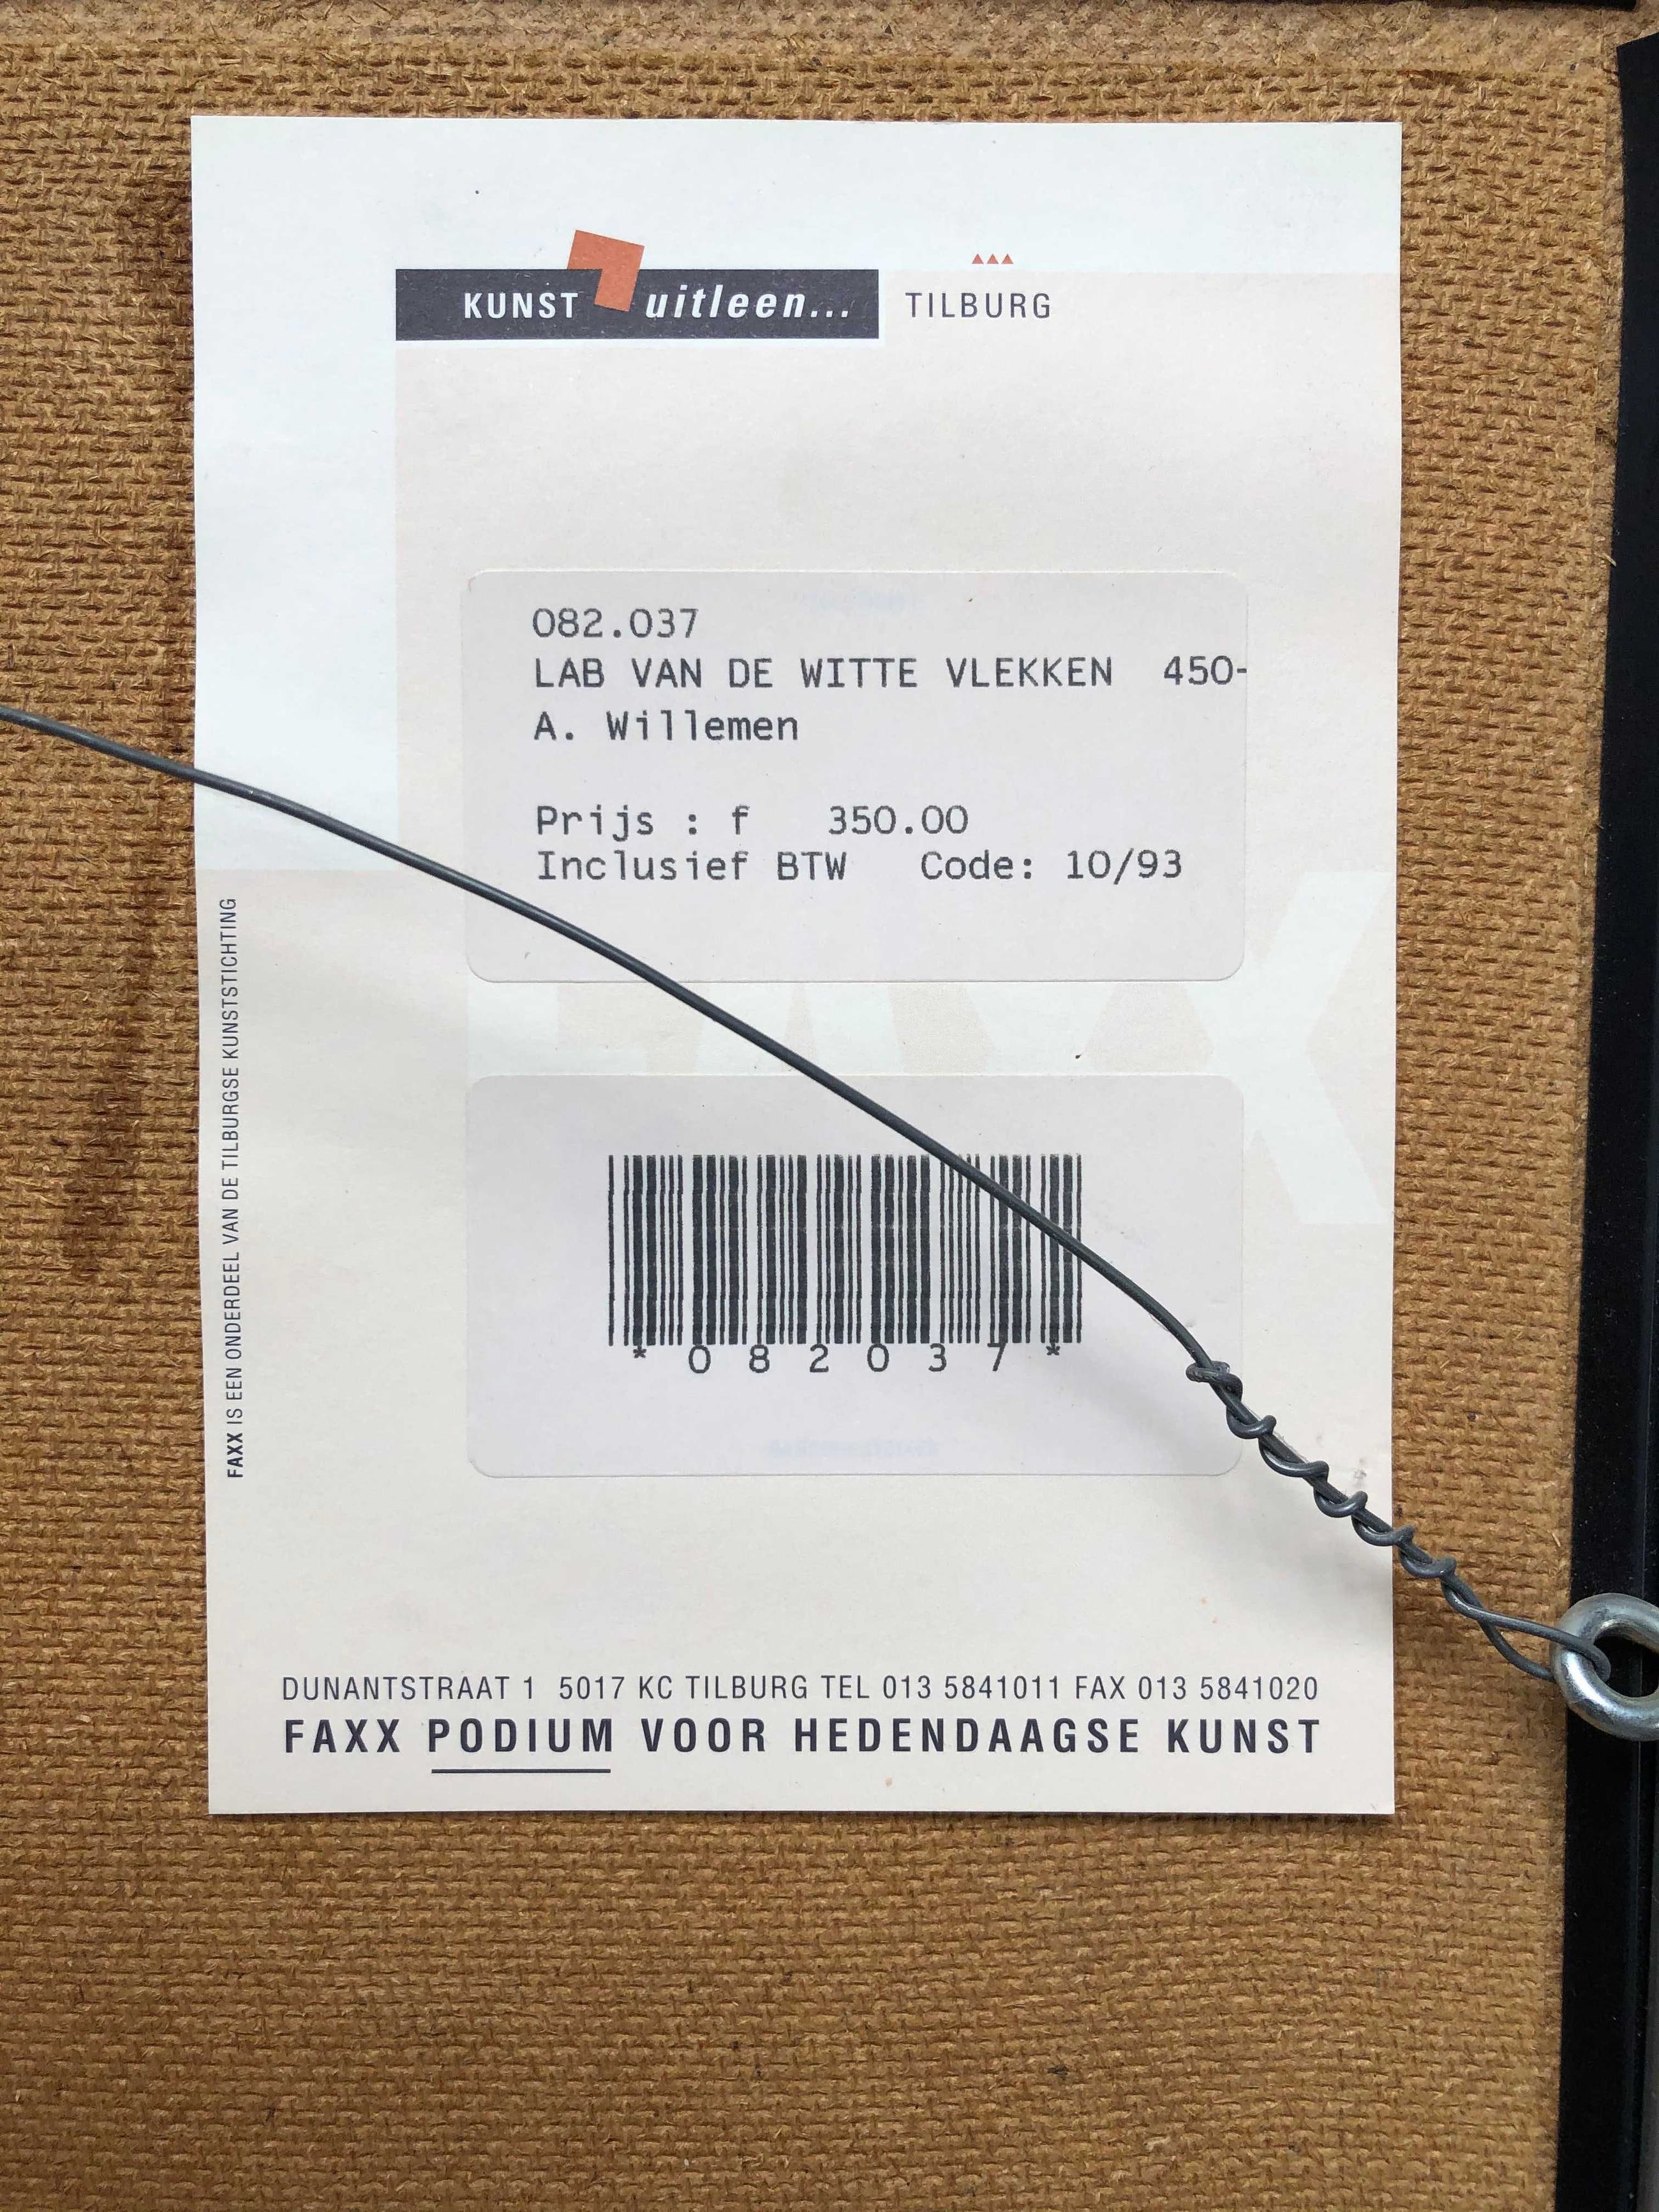 KUNST uitleen... TILBURG
082.037
LAB VAN DE WITTE VLEKKEN 450-
A. Willemen
Prijs : f 350.00
Inclusief BTW Code: 10/93
FAXX
*082037*
FAXX IS EEN ONDERDEEL VAN DE TILBURGSE KUNSTSTICHTING
DUNANTSTRAAT 1 5017 KC TILBURG TEL 013 5841011 FAX 013 5841020
FAXX PODIUM VOOR HEDENDAAGSE KUNST